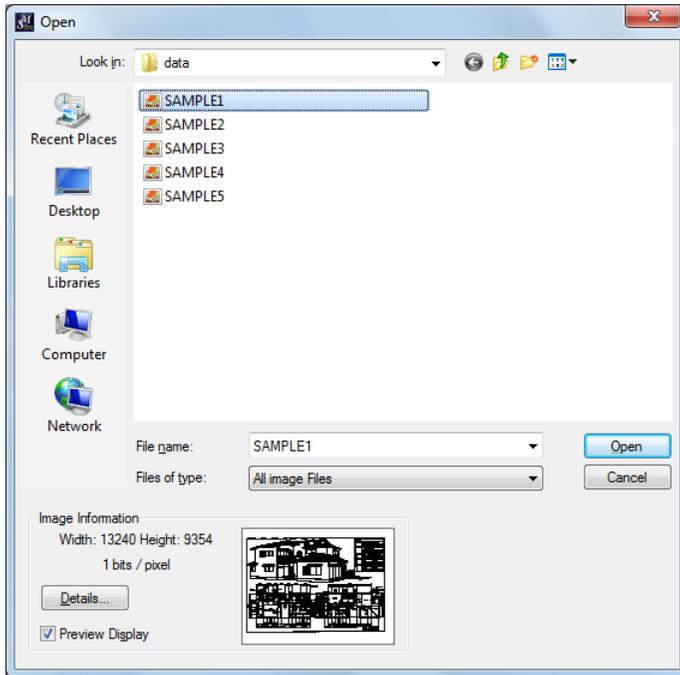 Open
Look in: data
Recent Places
Desktop
Libraries
Computer
Network
SAMPLE1
SAMPLE2
SAMPLE3
SAMPLE4
SAMPLE5
File name: SAMPLE1 Open
Files of type: All image Files Cancel
Image Information
Width: 13240 Height: 9354
1 bits / pixel
Details...
Preview Display